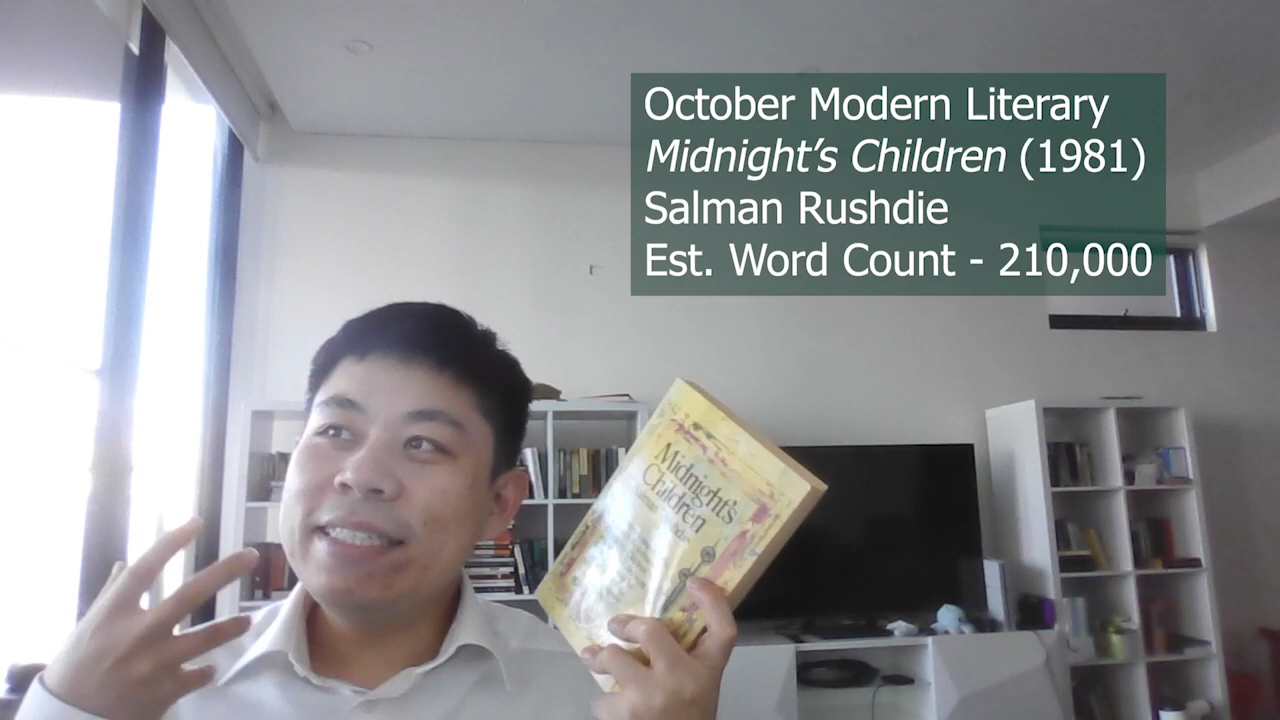 October Modern Literary
Midnight's Children (1981)
Salman Rushdie
Est. Word Count - 210,000
Midnight's
Children